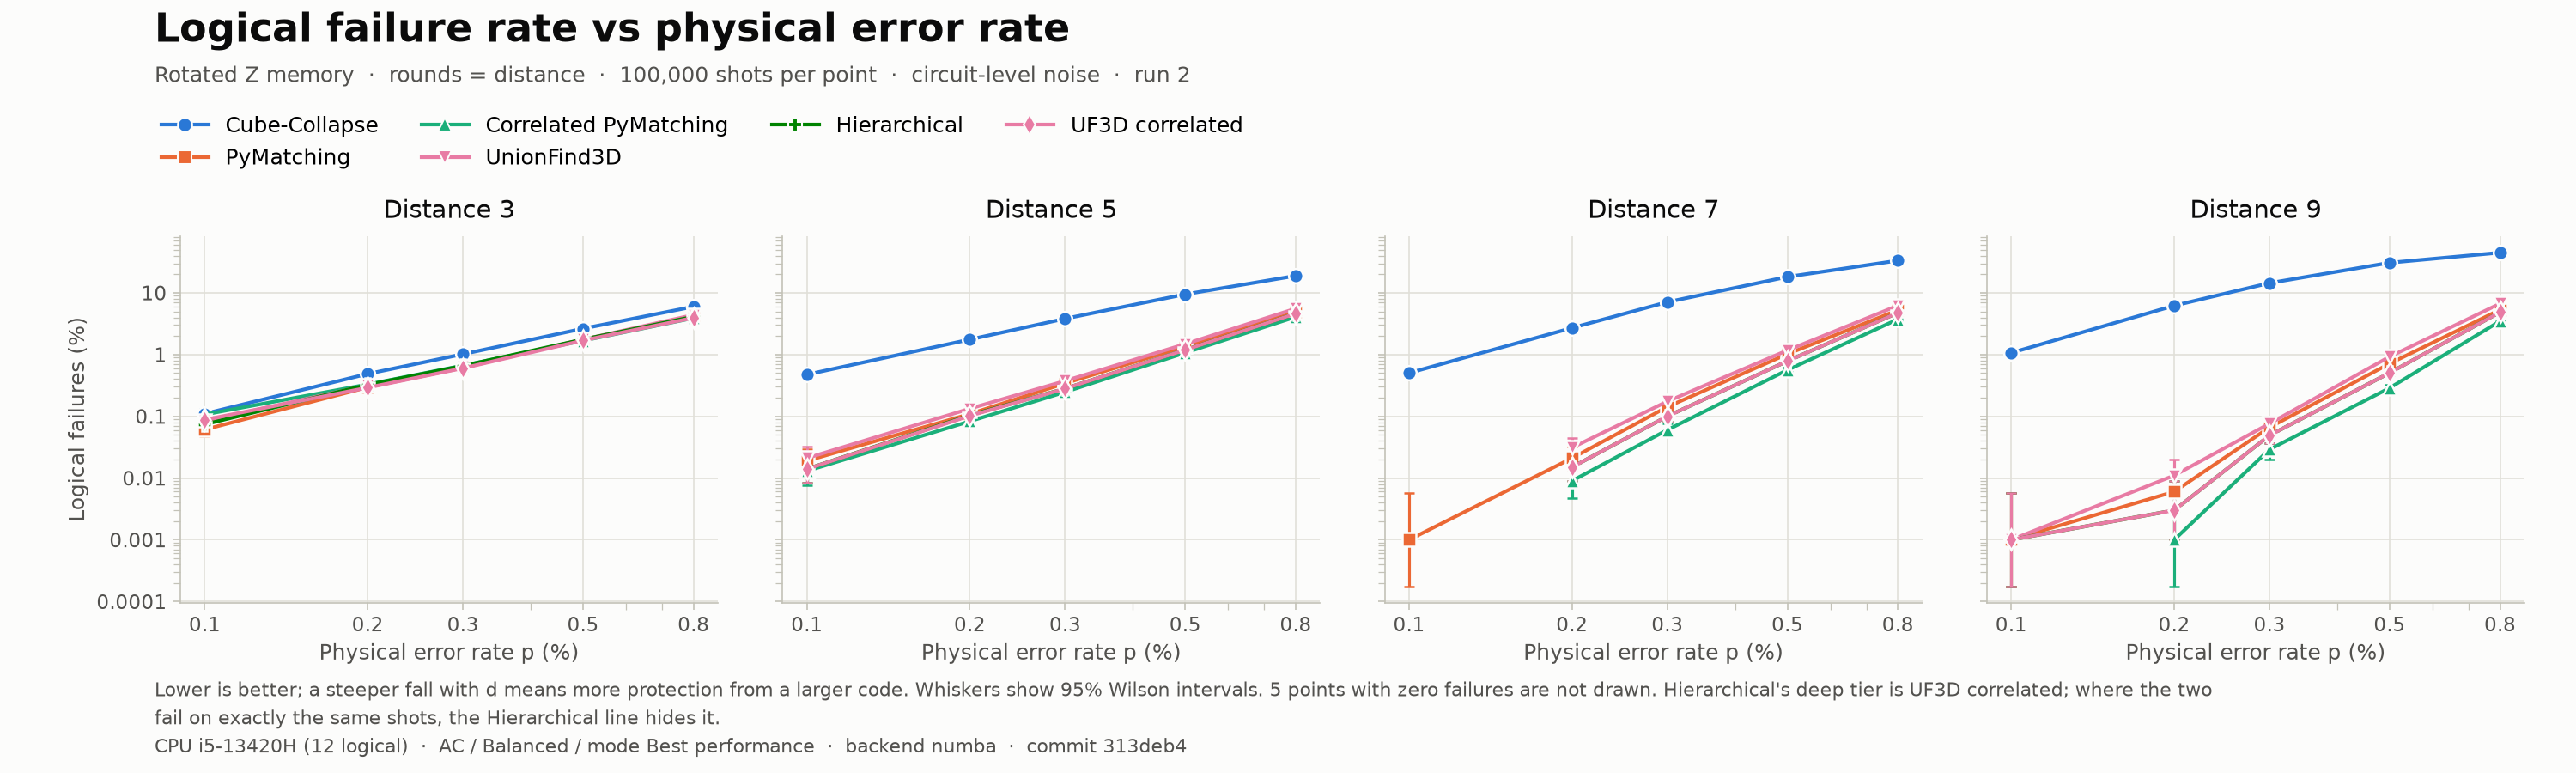 Logical failure rate vs physical error rate
Rotated Z memory · rounds = distance · 100,000 shots per point · circuit-level noise · run 2
Cube-Collapse Correlated PyMatching Hierarchical UF3D correlated
PyMatching UnionFind3D
Distance 3 Distance 5 Distance 7 Distance 9
Logical failures (%)
10
1
0.1
0.01
0.001
0.0001
0.1 0.2 0.3 0.5 0.8 0.1 0.2 0.3 0.5 0.8 0.1 0.2 0.3 0.5 0.8 0.1 0.2 0.3 0.5 0.8
Physical error rate p (%) Physical error rate p (%) Physical error rate p (%) Physical error rate p (%)
Lower is better; a steeper fall with d means more protection from a larger code. Whiskers show 95% Wilson intervals. 5 points with zero failures are not drawn. Hierarchical's deep tier is UF3D correlated; where the two
fail on exactly the same shots, the Hierarchical line hides it.
CPU i5-13420H (12 logical) · AC / Balanced / mode Best performance · backend numba · commit 313deb4